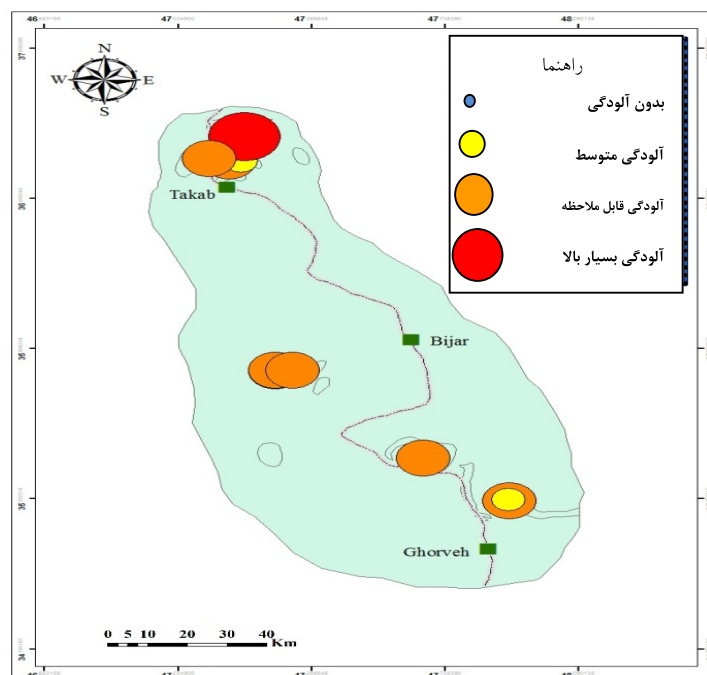 N
W E
S
راهنما
بدون آلودگی
آلودگی متوسط
آلودگی قابل ملاحظه
آلودگی بسیار بالا
Takab
Bijar
Ghorveh
0 5 10 20 30 40
Km